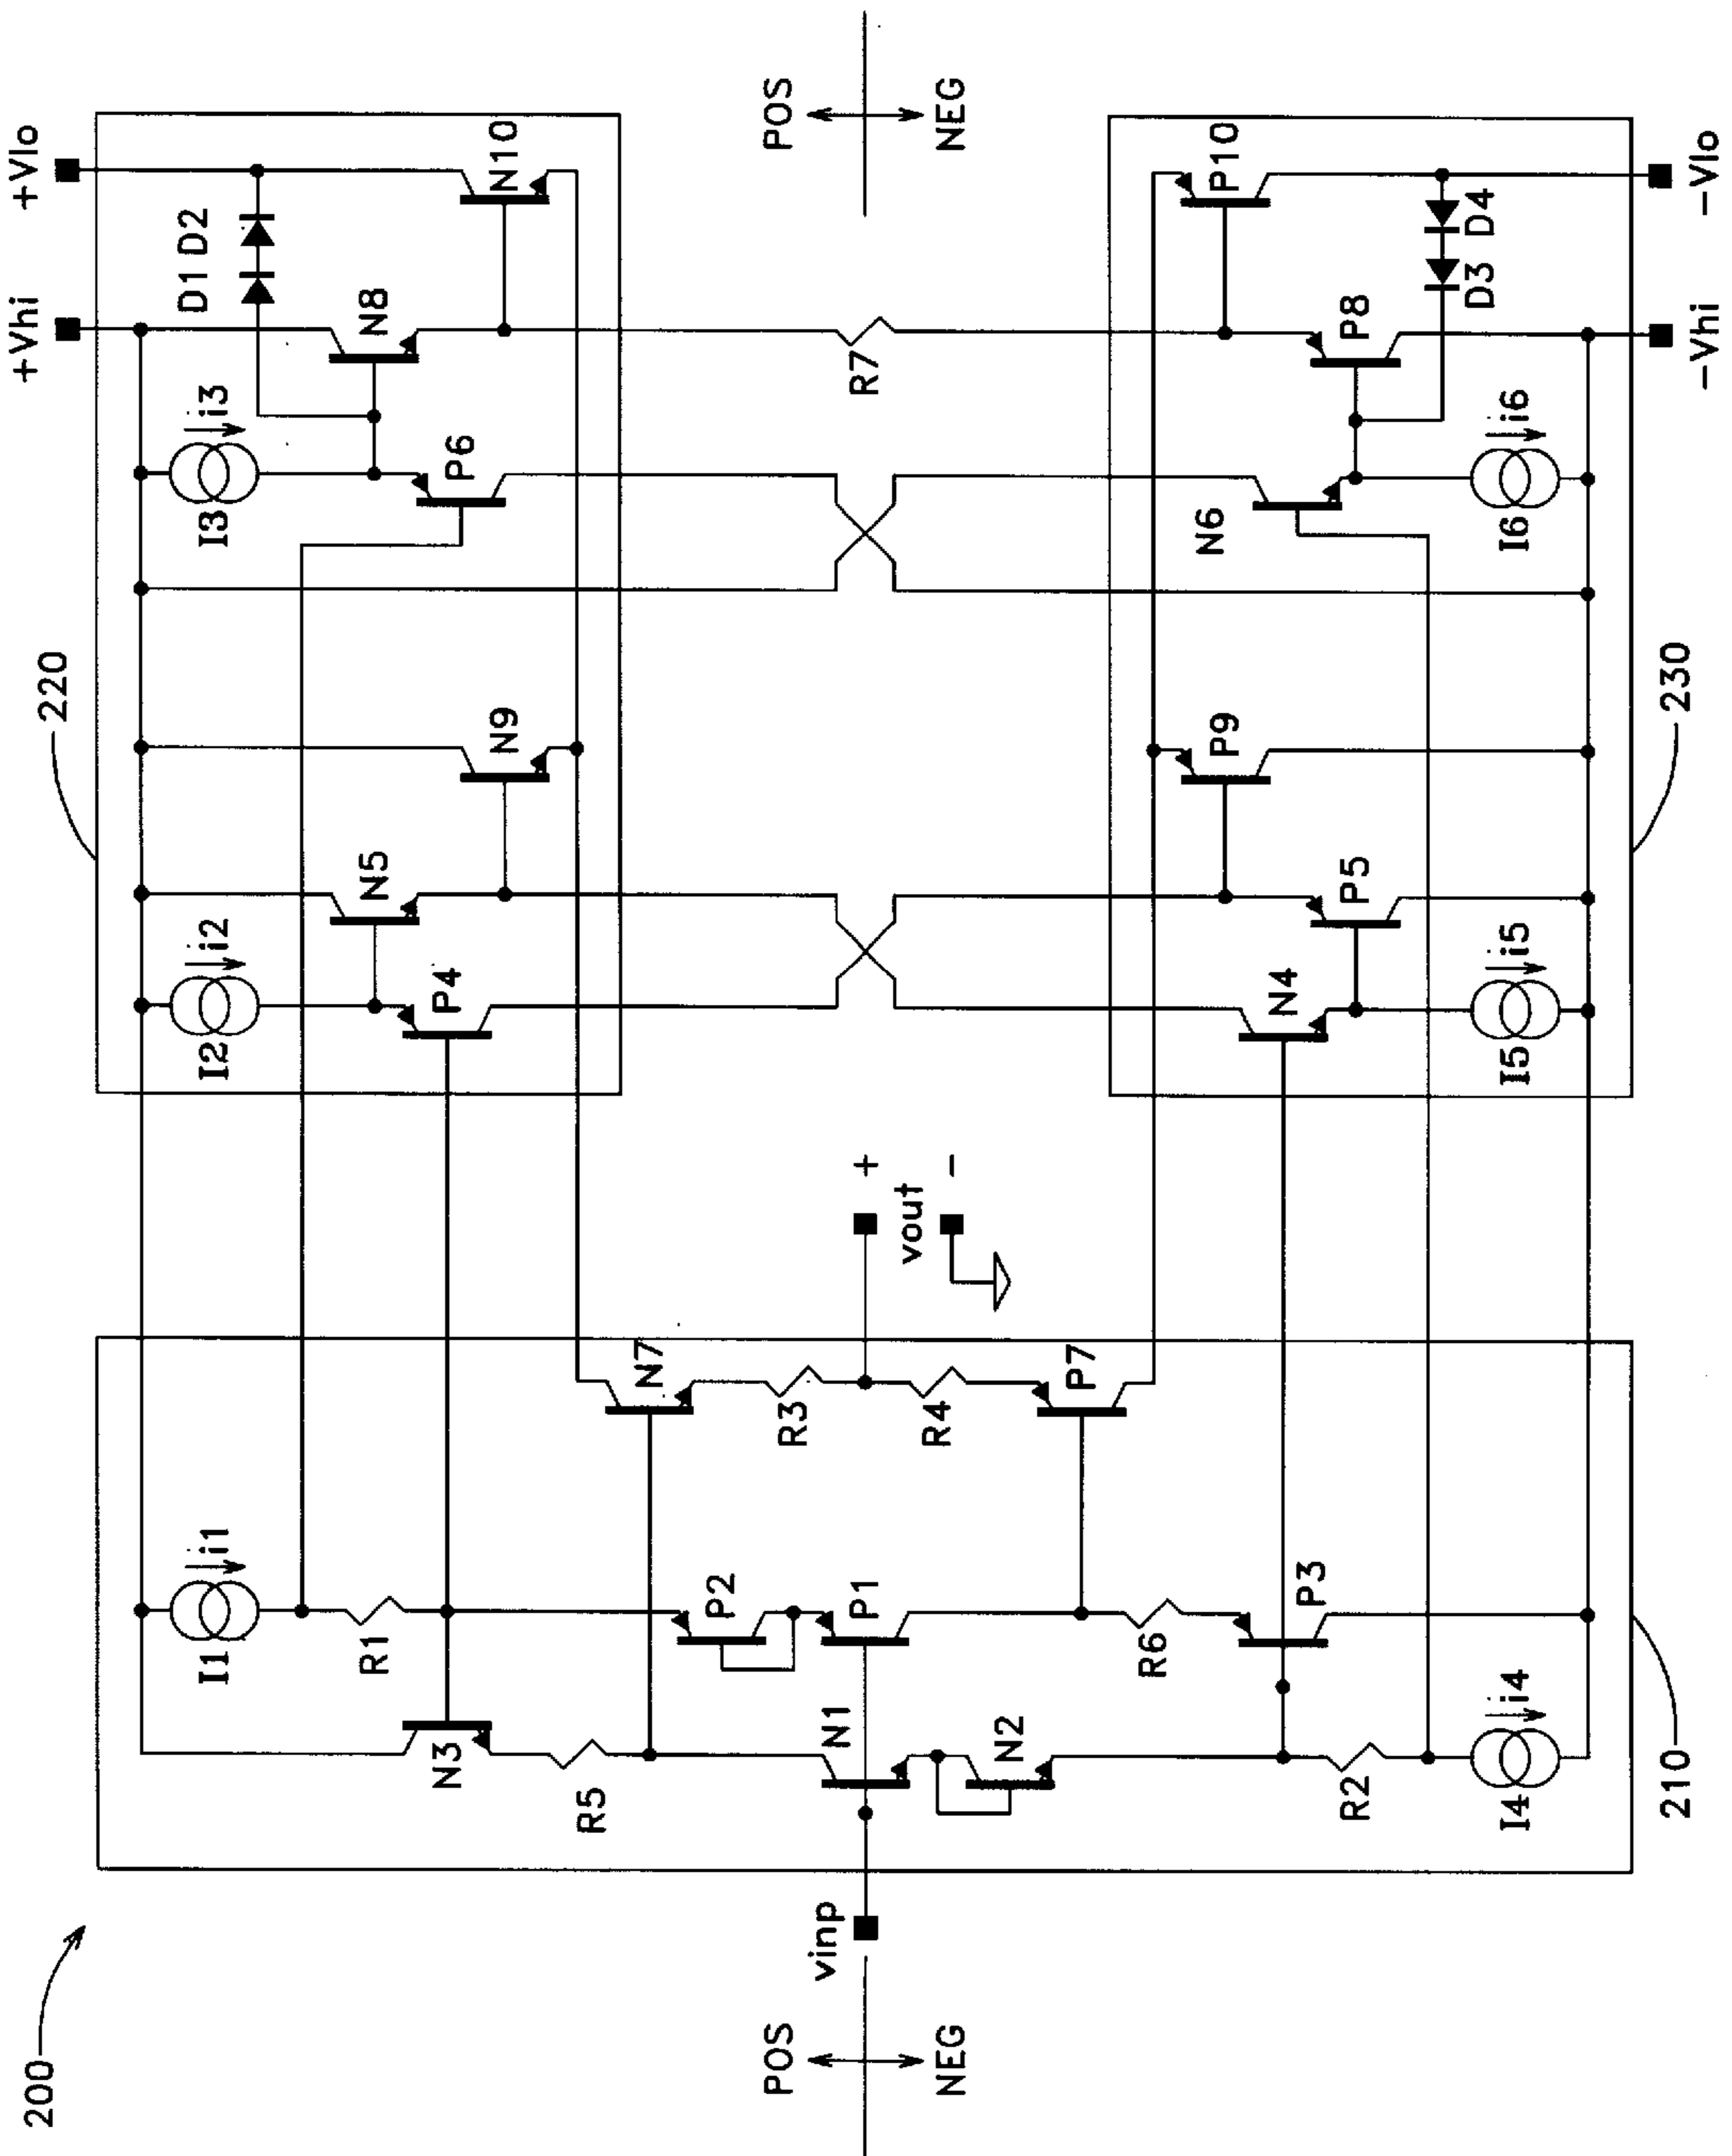 200
220
+Vhi
+Vlo
I1
i1
I2
i2
I3
i3
D1 D2
R1
N3
P4
N5
P6
N8
N9
N10
R5
N7
P2
POS
NEG
vinp
N1
P1
R3
R4
+
vout
-
R7
POS
NEG
N2
P7
R6
P3
R2
N4
P5
P9
N6
P8
P10
I4
i4
I5
i5
I6
i6
D3 D4
210
230
-Vhi
-Vlo